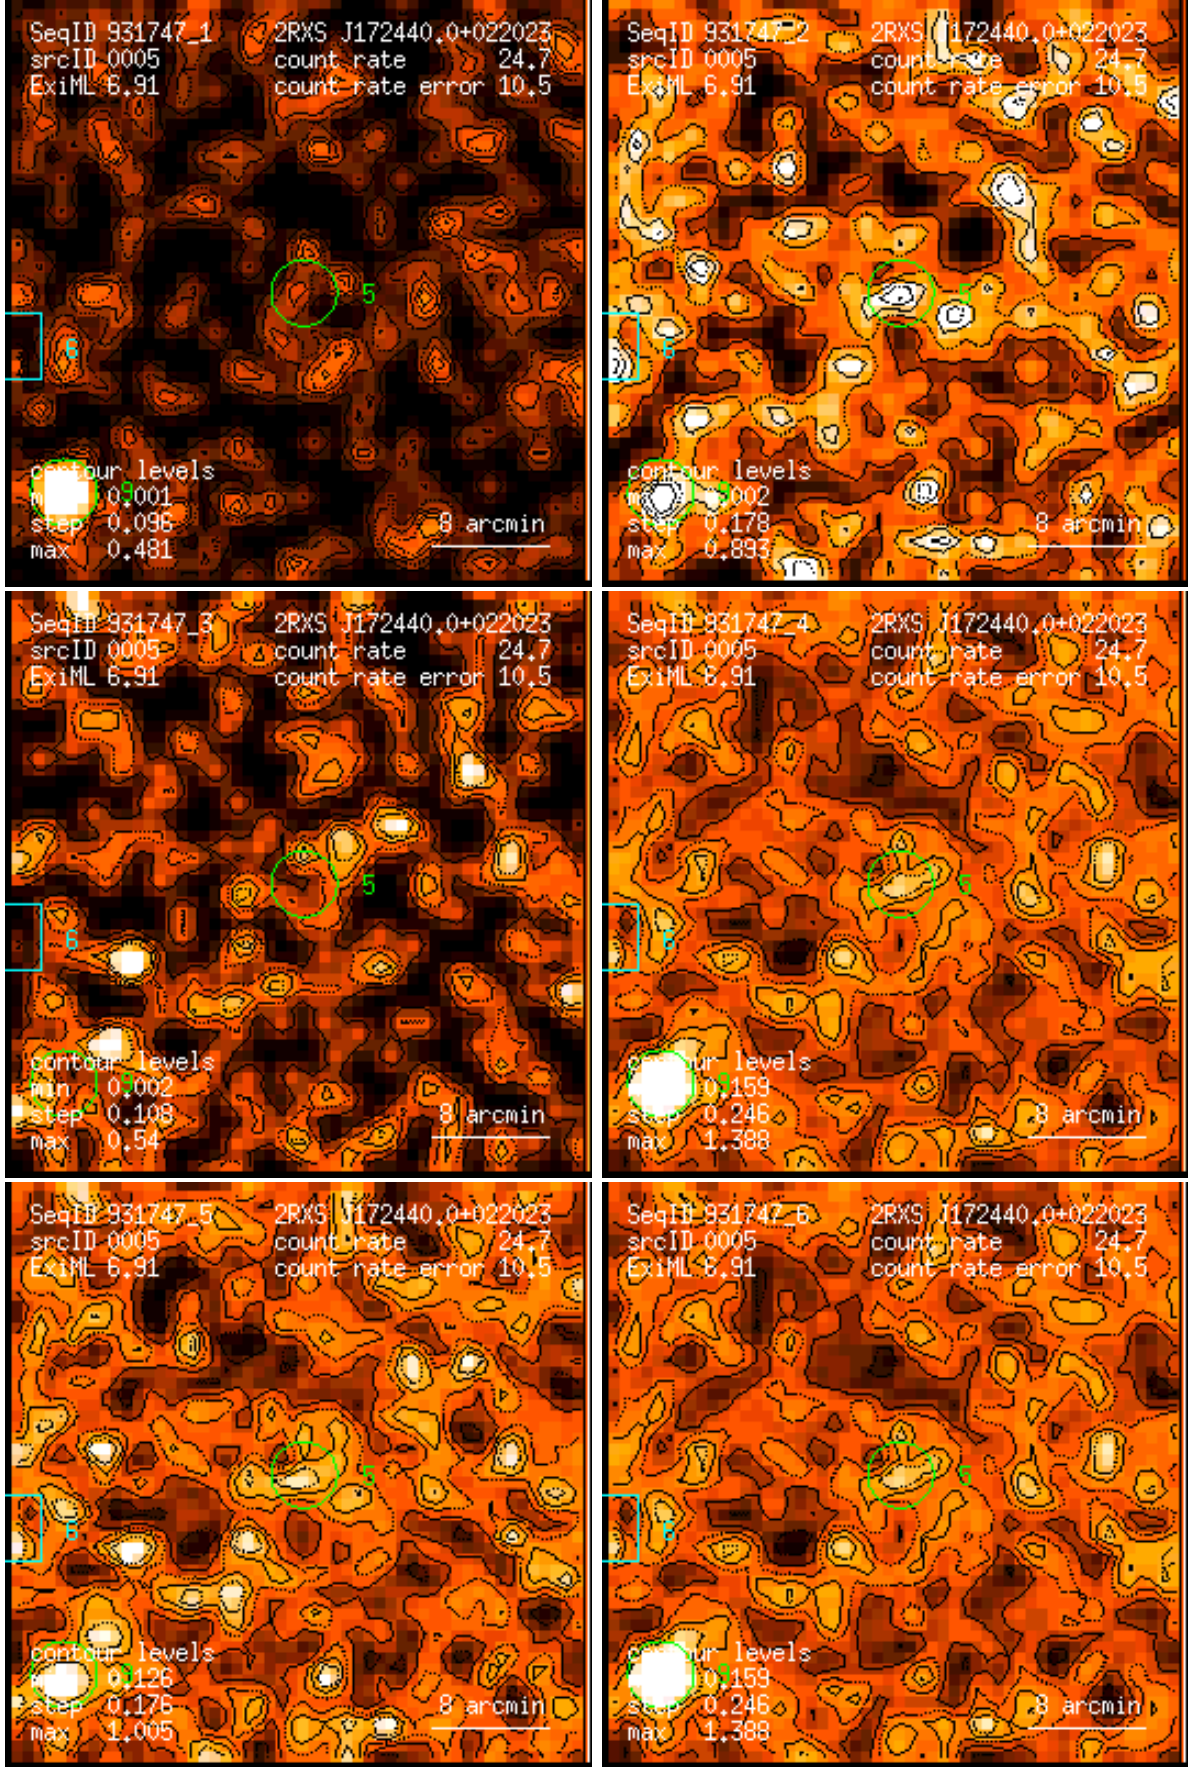 SeqID 931747_1 2RXS J172440.0+022023
srcID 0005 count rate 24.7
ExiML 6.91 count rate error 10.5
5
6
contour levels
9
0.001
step 0.096
max 0.481
8 arcmin
SeqID 931747_2 2RXS J172440.0+022023
srcID 0005 count rate 24.7
ExiML 6.91 count rate error 10.5
5
6
contour levels
9
.002
step 0.178
max 0.893
8 arcmin
SeqID 931747_3 2RXS J172440.0+022023
srcID 0005 count rate 24.7
ExiML 6.91 count rate error 10.5
5
6
contour levels
9
min 0.002
step 0.108
max 0.54
8 arcmin
SeqID 931747_4 2RXS J172440.0+022023
srcID 0005 count rate 24.7
ExiML 6.91 count rate error 10.5
5
6
contour levels
9
0.159
step 0.246
max 1.388
8 arcmin
SeqID 931747_5 2RXS J172440.0+022023
srcID 0005 count rate 24.7
ExiML 6.91 count rate error 10.5
5
6
contour levels
9
0.126
step 0.176
max 1.005
8 arcmin
SeqID 931747_6 2RXS J172440.0+022023
srcID 0005 count rate 24.7
ExiML 6.91 count rate error 10.5
5
6
contour levels
9
0.159
step 0.246
max 1.388
8 arcmin